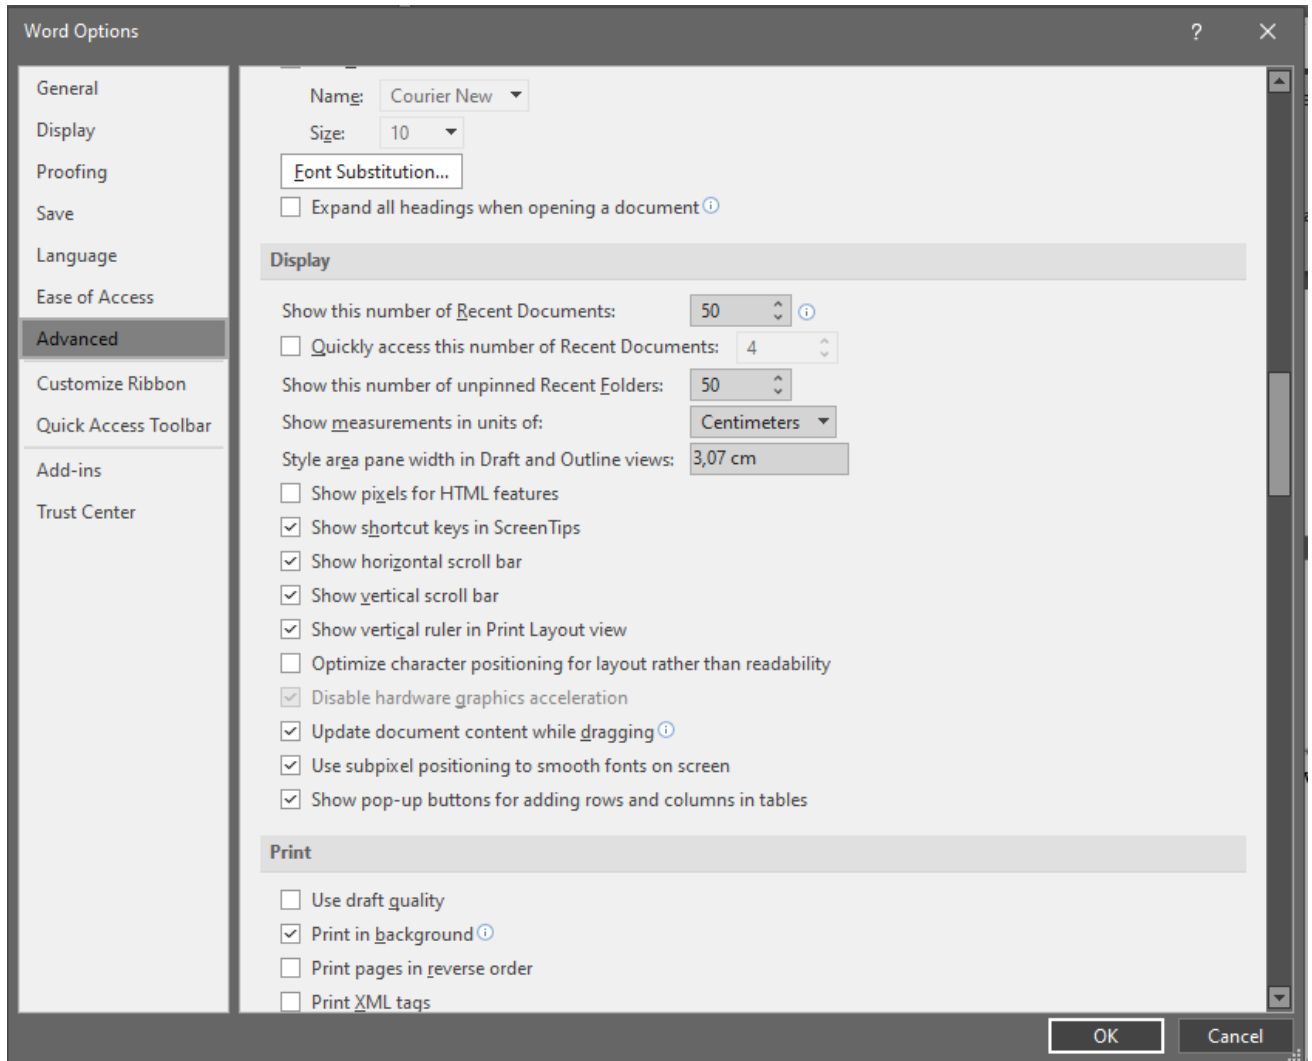 Word Options
?
General
Display
Proofing
Save
Language
Ease of Access
Advanced
Customize Ribbon
Quick Access Toolbar
Add-ins
Trust Center
Name: Courier New
Size: 10
Font Substitution...
Expand all headings when opening a document
Display
Show this number of Recent Documents: 50
Quickly access this number of Recent Documents: 4
Show this number of unpinned Recent Folders: 50
Show measurements in units of: Centimeters
Style area pane width in Draft and Outline views: 3,07 cm
Show pixels for HTML features
Show shortcut keys in ScreenTips
Show horizontal scroll bar
Show vertical scroll bar
Show vertical ruler in Print Layout view
Optimize character positioning for layout rather than readability
Disable hardware graphics acceleration
Update document content while dragging
Use subpixel positioning to smooth fonts on screen
Show pop-up buttons for adding rows and columns in tables
Print
Use draft quality
Print in background
Print pages in reverse order
Print XML tags
OK Cancel